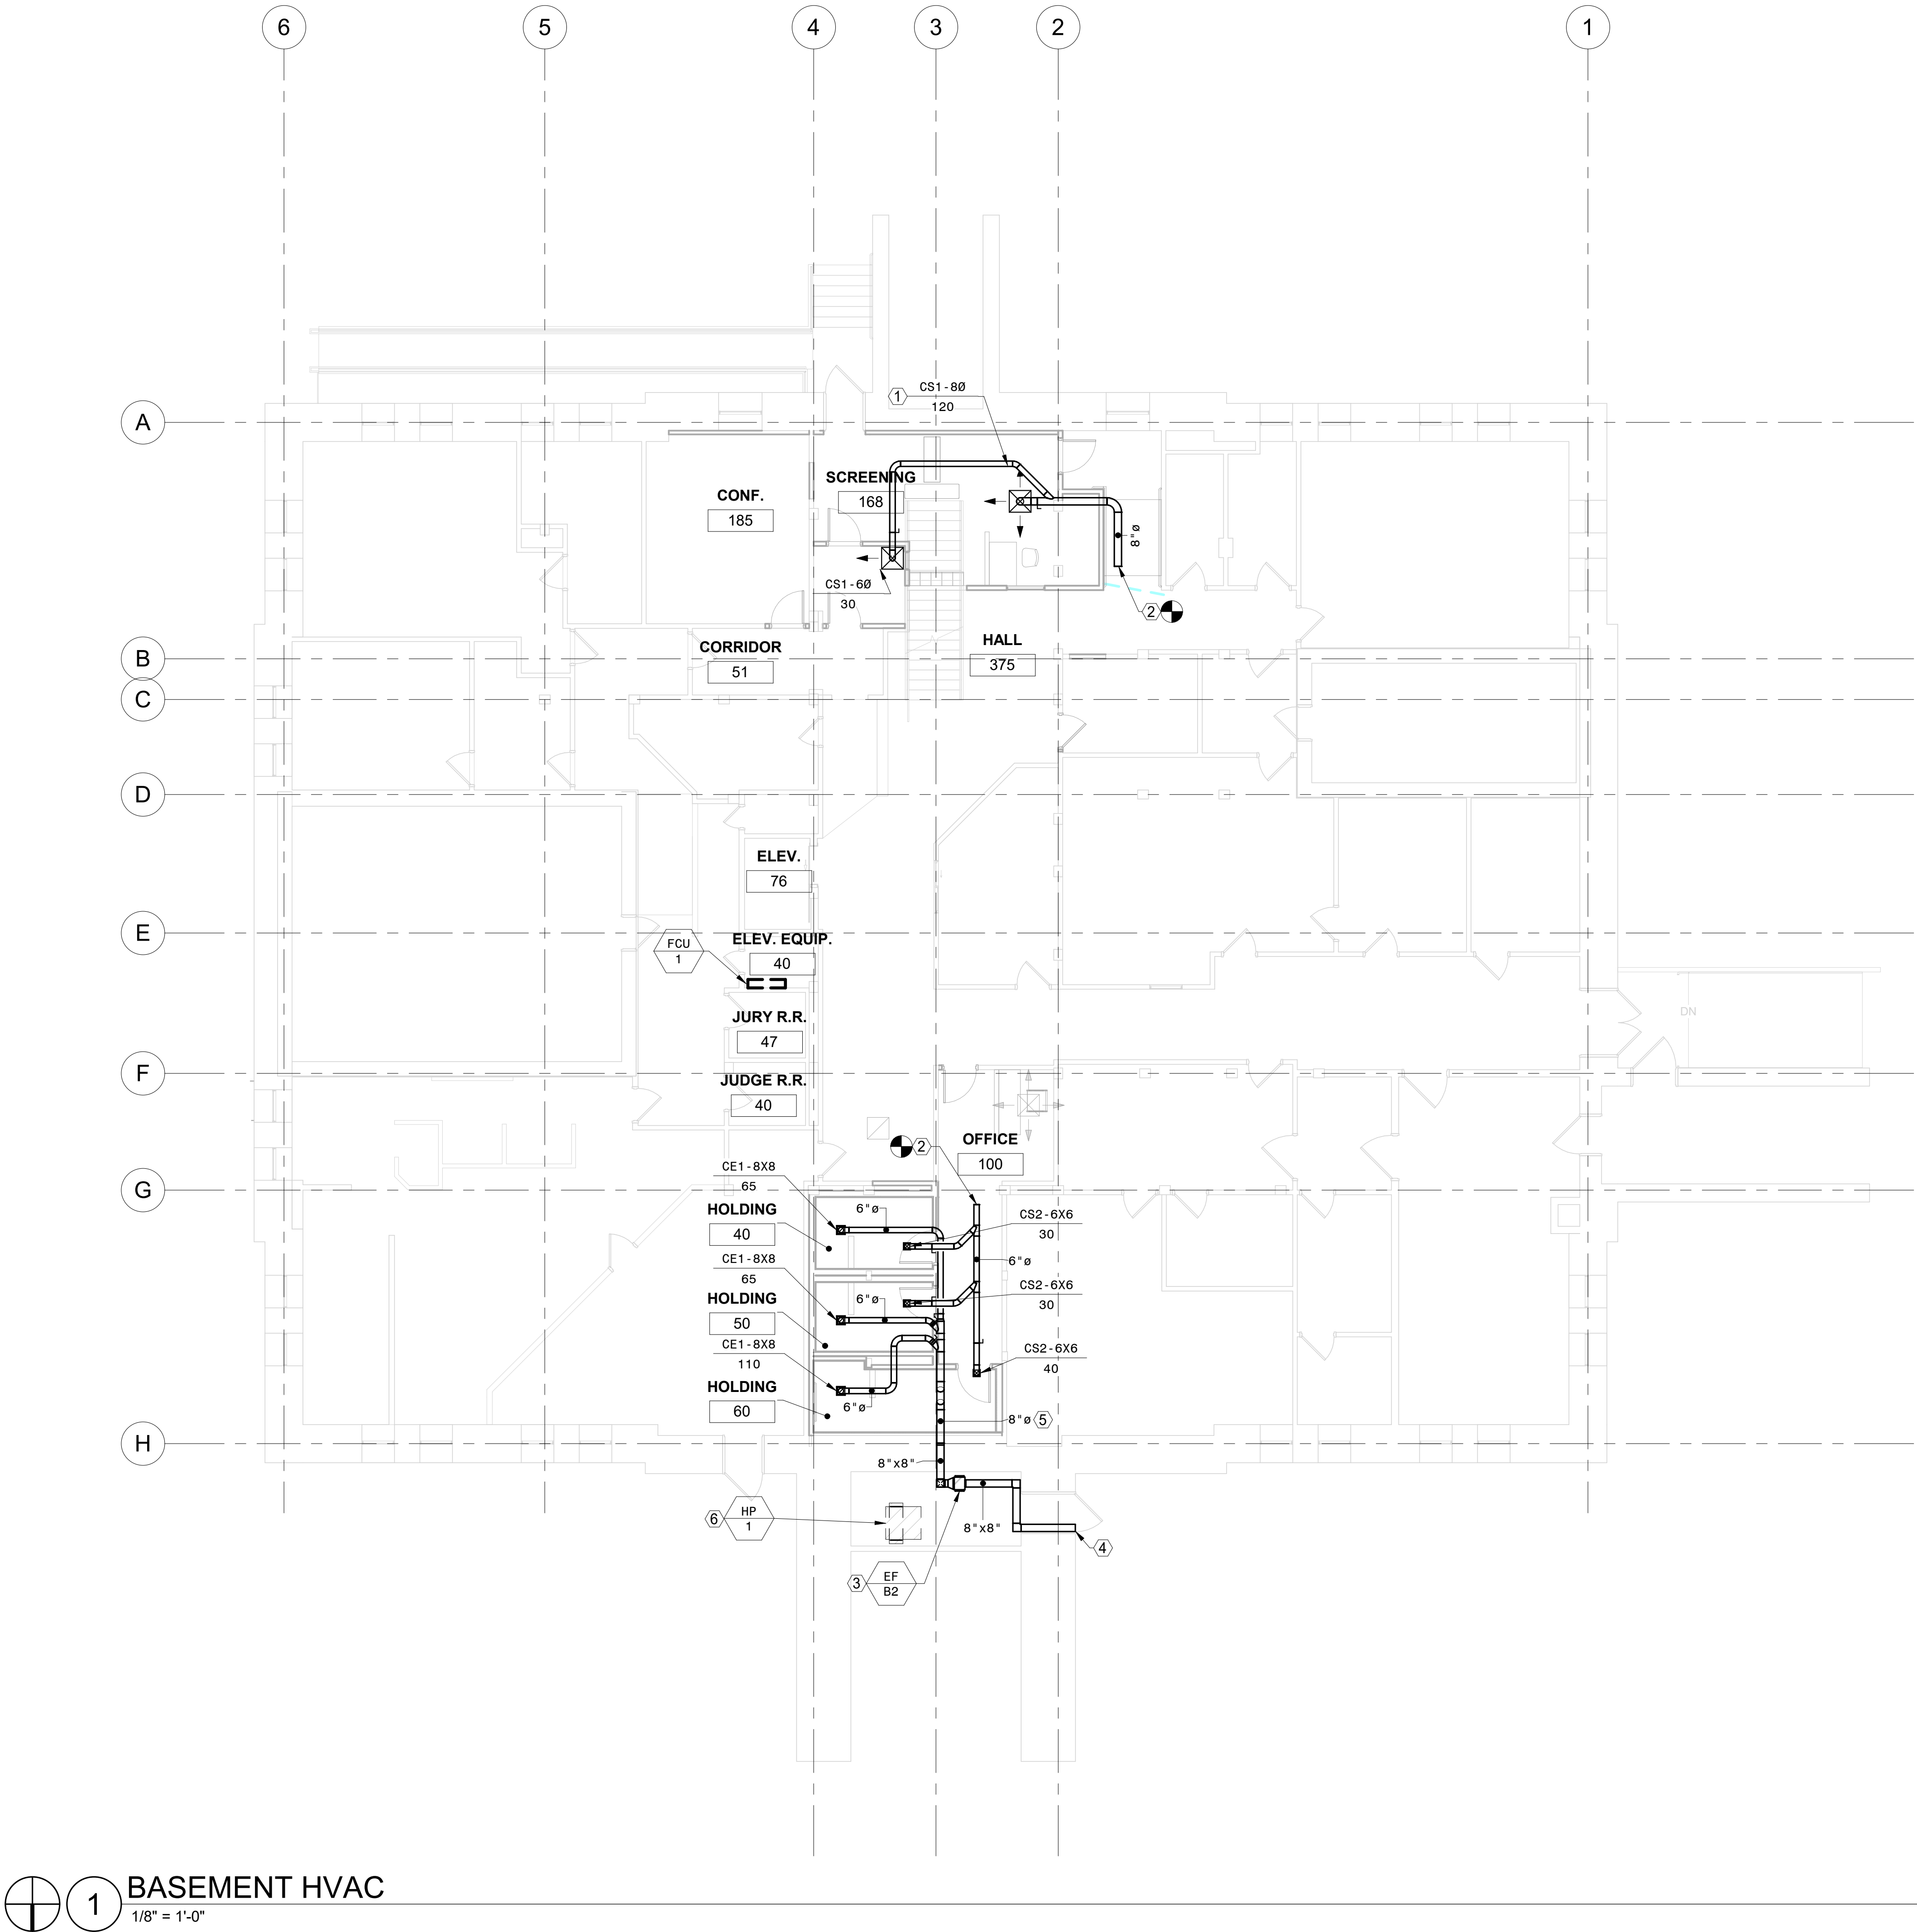 6
5
4
3
2
1
A
CS1-8Ø
1
120
SCREENING
168
CONF.
185
8"ø
CS1-6Ø
30
2
HALL
375
CORRIDOR
51
B
C
D
ELEV.
76
E
FCU
1
ELEV. EQUIP.
40
JURY R.R.
47
DN
F
JUDGE R.R.
40
2
OFFICE
100
CE1-8X8
65
G
HOLDING
40
6"ø
CS2-6X6
30
CE1-8X8
65
6"ø
CS2-6X6
30
HOLDING
50
6"ø
CE1-8X8
110
CS2-6X6
40
HOLDING
60
6"ø
8"ø
5
H
8"x8"
6
HP
1
8"x8"
4
3
EF
B2
1
BASEMENT HVAC
1/8" = 1'-0"